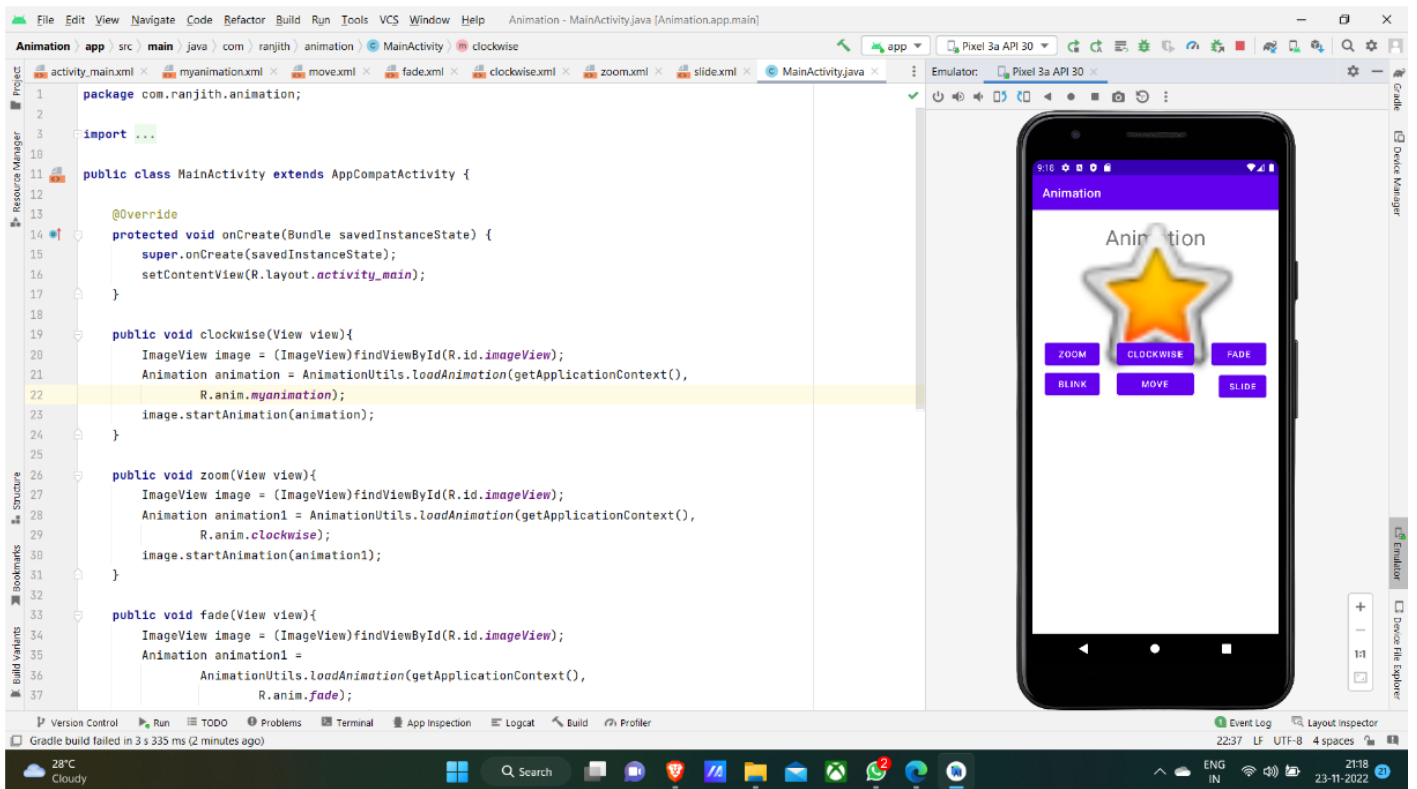 File Edit View Navigate Code Refactor Build Run Tools VCS Window Help Animation - MainActivity.java [Animation.app.main]
Animation app src main java com ranjith animation MainActivity clockwise app Pixel 3a API 30
activity_main.xml myanimation.xml move.xml fade.xml clockwise.xml zoom.xml slide.xml MainActivity.java Emulator: Pixel 3a API 30
Project
Resource Manager
Structure
Bookmarks
Build Variants
1 package com.ranjith.animation;
2
3 import ...
10
11 public class MainActivity extends AppCompatActivity {
12
13 @Override
14 protected void onCreate(Bundle savedInstanceState) {
15 super.onCreate(savedInstanceState);
16 setContentView(R.layout.activity_main);
17 }
18
19 public void clockwise(View view){
20 ImageView image = (ImageView)findViewById(R.id.imageView);
21 Animation animation = AnimationUtils.loadAnimation(getApplicationContext(),
22 R.anim.myanimation);
23 image.startAnimation(animation);
24 }
25
26 public void zoom(View view){
27 ImageView image = (ImageView)findViewById(R.id.imageView);
28 Animation animation1 = AnimationUtils.loadAnimation(getApplicationContext(),
29 R.anim.clockwise);
30 image.startAnimation(animation1);
31 }
32
33 public void fade(View view){
34 ImageView image = (ImageView)findViewById(R.id.imageView);
35 Animation animation1 =
36 AnimationUtils.loadAnimation(getApplicationContext(),
37 R.anim.fade);
9:18
Animation
Animation
ZOOM CLOCKWISE FADE
BLINK MOVE SLIDE
1:1
Gradle
Device Manager
Emulator
Device File Explorer
Version Control Run TODO Problems Terminal App Inspection Logcat Build Profiler 1 Event Log Layout Inspector
Gradle build failed in 3 s 335 ms (2 minutes ago) 22:37 LF UTF-8 4 spaces
28°C
Cloudy
Search
2
ENG
IN
21:18
23-11-2022
21